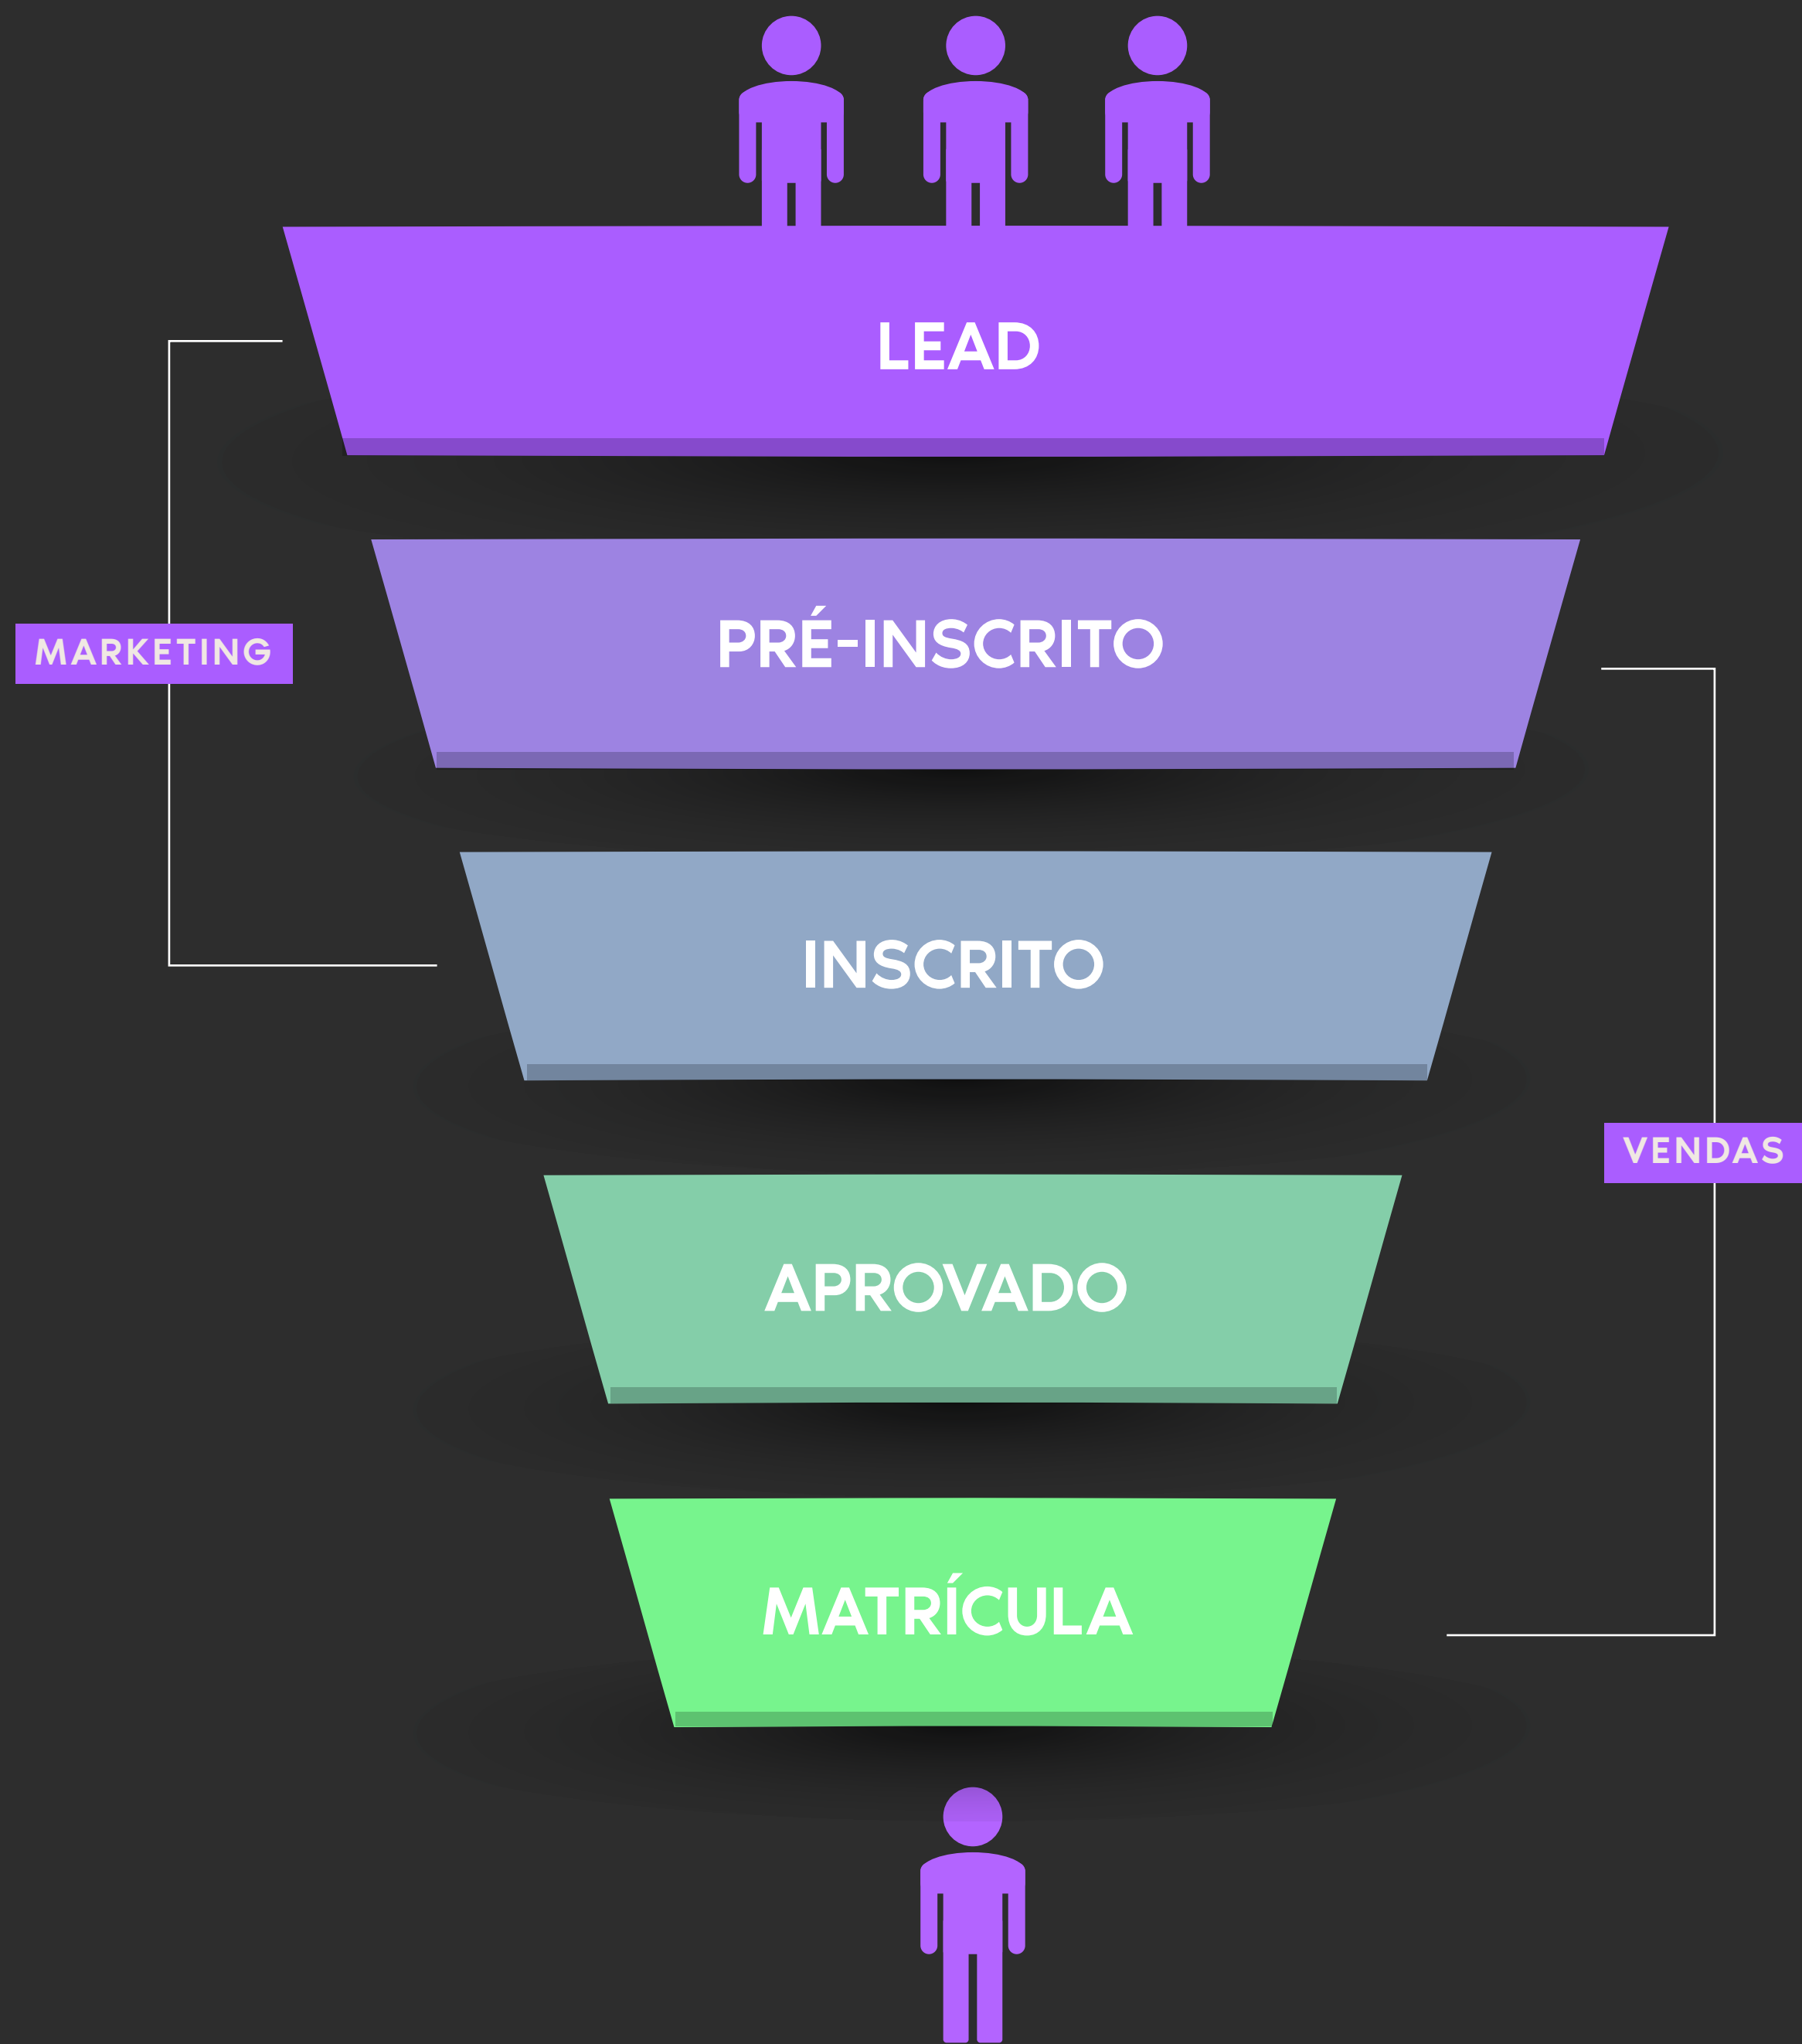 LEAD
PRÉ-INSCRITO
MARKETING
INSCRITO
VENDAS
APROVADO
MATRÍCULA